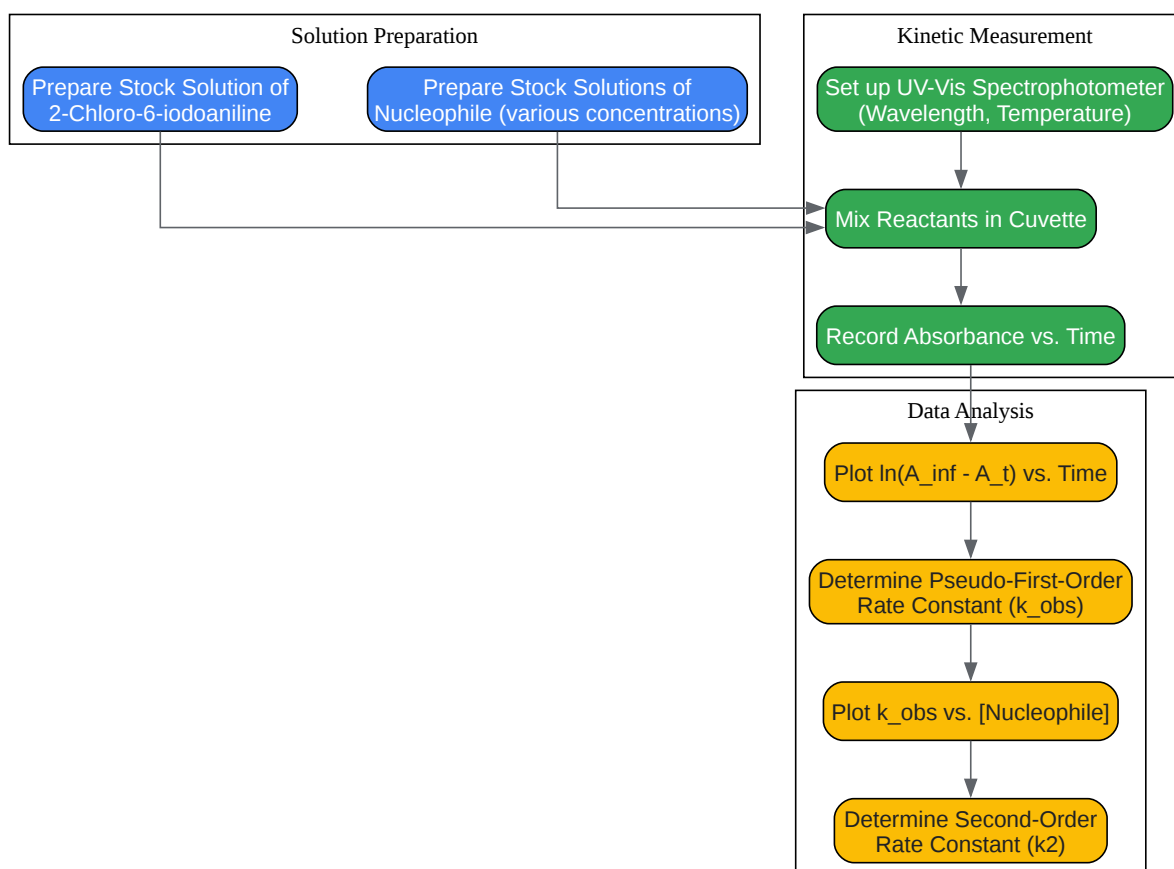 Solution Preparation
Prepare Stock Solution of
2-Chloro-6-iodoaniline
Prepare Stock Solutions of
Nucleophile (various concentrations)
Kinetic Measurement
Set up UV-Vis Spectrophotometer
(Wavelength, Temperature)
Mix Reactants in Cuvette
Record Absorbance vs. Time
Data Analysis
Plot ln(A_inf - A_t) vs. Time
Determine Pseudo-First-Order
Rate Constant (k_obs)
Plot k_obs vs. [Nucleophile]
Determine Second-Order
Rate Constant (k2)